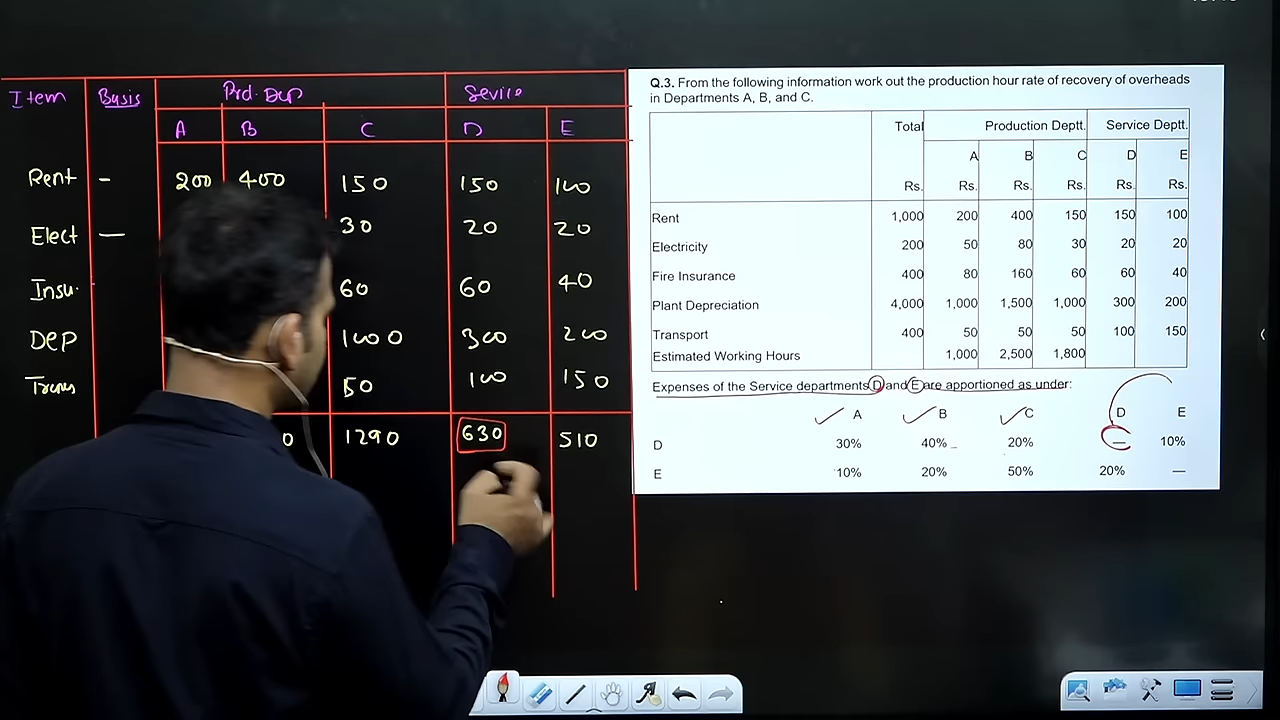 Item Basis Prd. Dep Sevice
A B C D E
Rent - 200 400 150 150 100
Elect — 30 20 20
Insu. 60 60 40
Dep 1000 300 200
Trans 50 100 150
0 1290 630 510
Q.3. From the following information work out the production hour rate of recovery of overheads
in Departments A, B, and C.
Total Production Deptt. Service Deptt.
A B C D E
Rs. Rs. Rs. Rs. Rs. Rs.
Rent 1,000 200 400 150 150 100
Electricity 200 50 80 30 20 20
Fire Insurance 400 80 160 60 60 40
Plant Depreciation 4,000 1,000 1,500 1,000 300 200
Transport 400 50 50 50 100 150
Estimated Working Hours 1,000 2,500 1,800
Expenses of the Service departments D and E are apportioned as under:
A B C D E
D 30% 40% 20% — 10%
E 10% 20% 50% 20% —